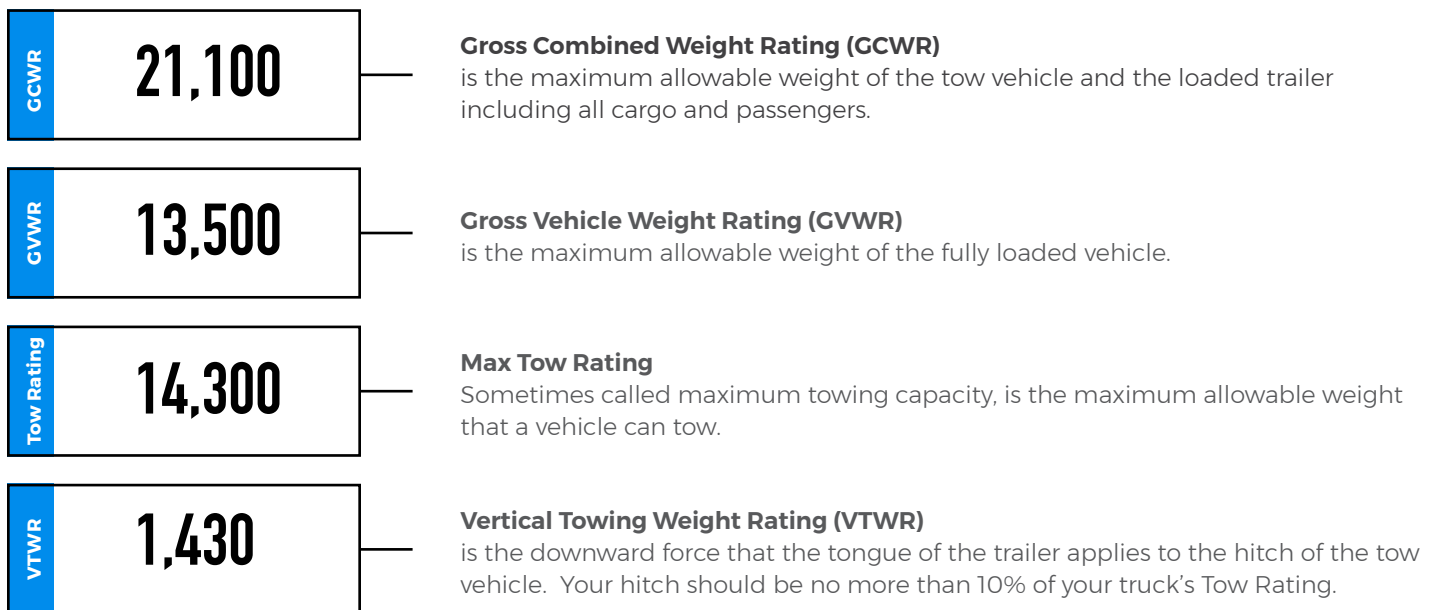 GCWR
21,100
Gross Combined Weight Rating (GCWR)
is the maximum allowable weight of the tow vehicle and the loaded trailer
including all cargo and passengers.
GVWR
13,500
Gross Vehicle Weight Rating (GVWR)
is the maximum allowable weight of the fully loaded vehicle.
Tow Rating
14,300
Max Tow Rating
Sometimes called maximum towing capacity, is the maximum allowable weight
that a vehicle can tow.
VTWR
1,430
Vertical Towing Weight Rating (VTWR)
is the downward force that the tongue of the trailer applies to the hitch of the tow
vehicle.  Your hitch should be no more than 10% of your truck’s Tow Rating.